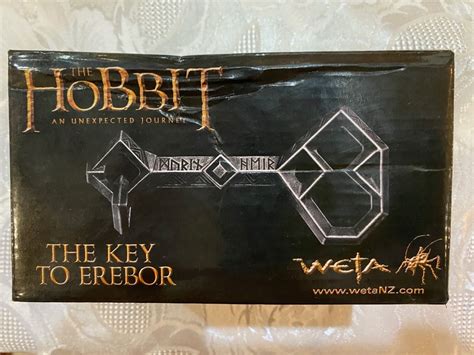 THE
HOBBIT
AN UNEXPECTED JOURNEY
THE KEY
TO EREBOR
WETA
www.wetaNZ.com